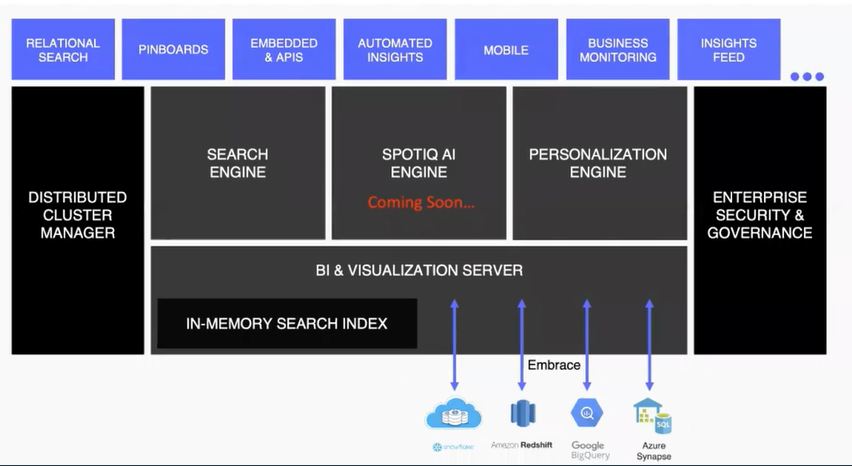 RELATIONAL
SEARCH
PINBOARDS
EMBEDDED
& APIS
AUTOMATED
INSIGHTS
MOBILE
BUSINESS
MONITORING
INSIGHTS
FEED
DISTRIBUTED
CLUSTER
MANAGER
SEARCH
ENGINE
SPOTIQ AI
ENGINE
Coming Soon...
PERSONALIZATION
ENGINE
ENTERPRISE
SECURITY &
GOVERNANCE
BI & VISUALIZATION SERVER
IN-MEMORY SEARCH INDEX
Embrace
snowflake
Amazon Redshift
Google
BigQuery
SQL
Azure
Synapse